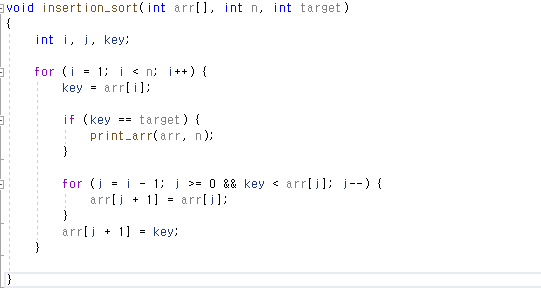 void insertion_sort(int arr[], int n, int target)
{
int i, j, key;
for (i = 1; i < n; i++) {
key = arr[i];
if (key == target) {
print_arr(arr, n);
}
for (j = i - 1; j >= 0 && key < arr[j]; j--) {
arr[j + 1] = arr[j];
}
arr[j + 1] = key;
}
}